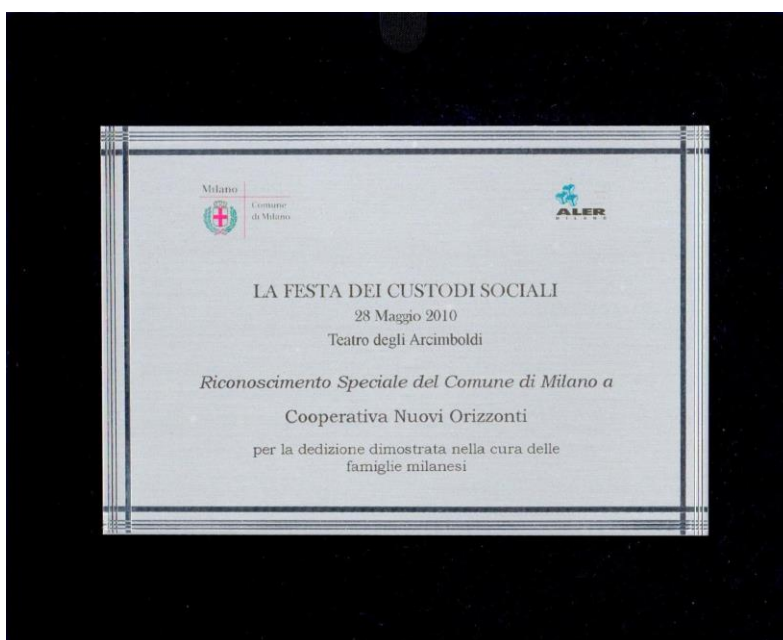 Milano
Comune
di Milano
ALER
MILANO
LA FESTA DEI CUSTODI SOCIALI
28 Maggio 2010
Teatro degli Arcimboldi
Riconoscimento Speciale del Comune di Milano a
Cooperativa Nuovi Orizzonti
per la dedizione dimostrata nella cura delle
famiglie milanesi